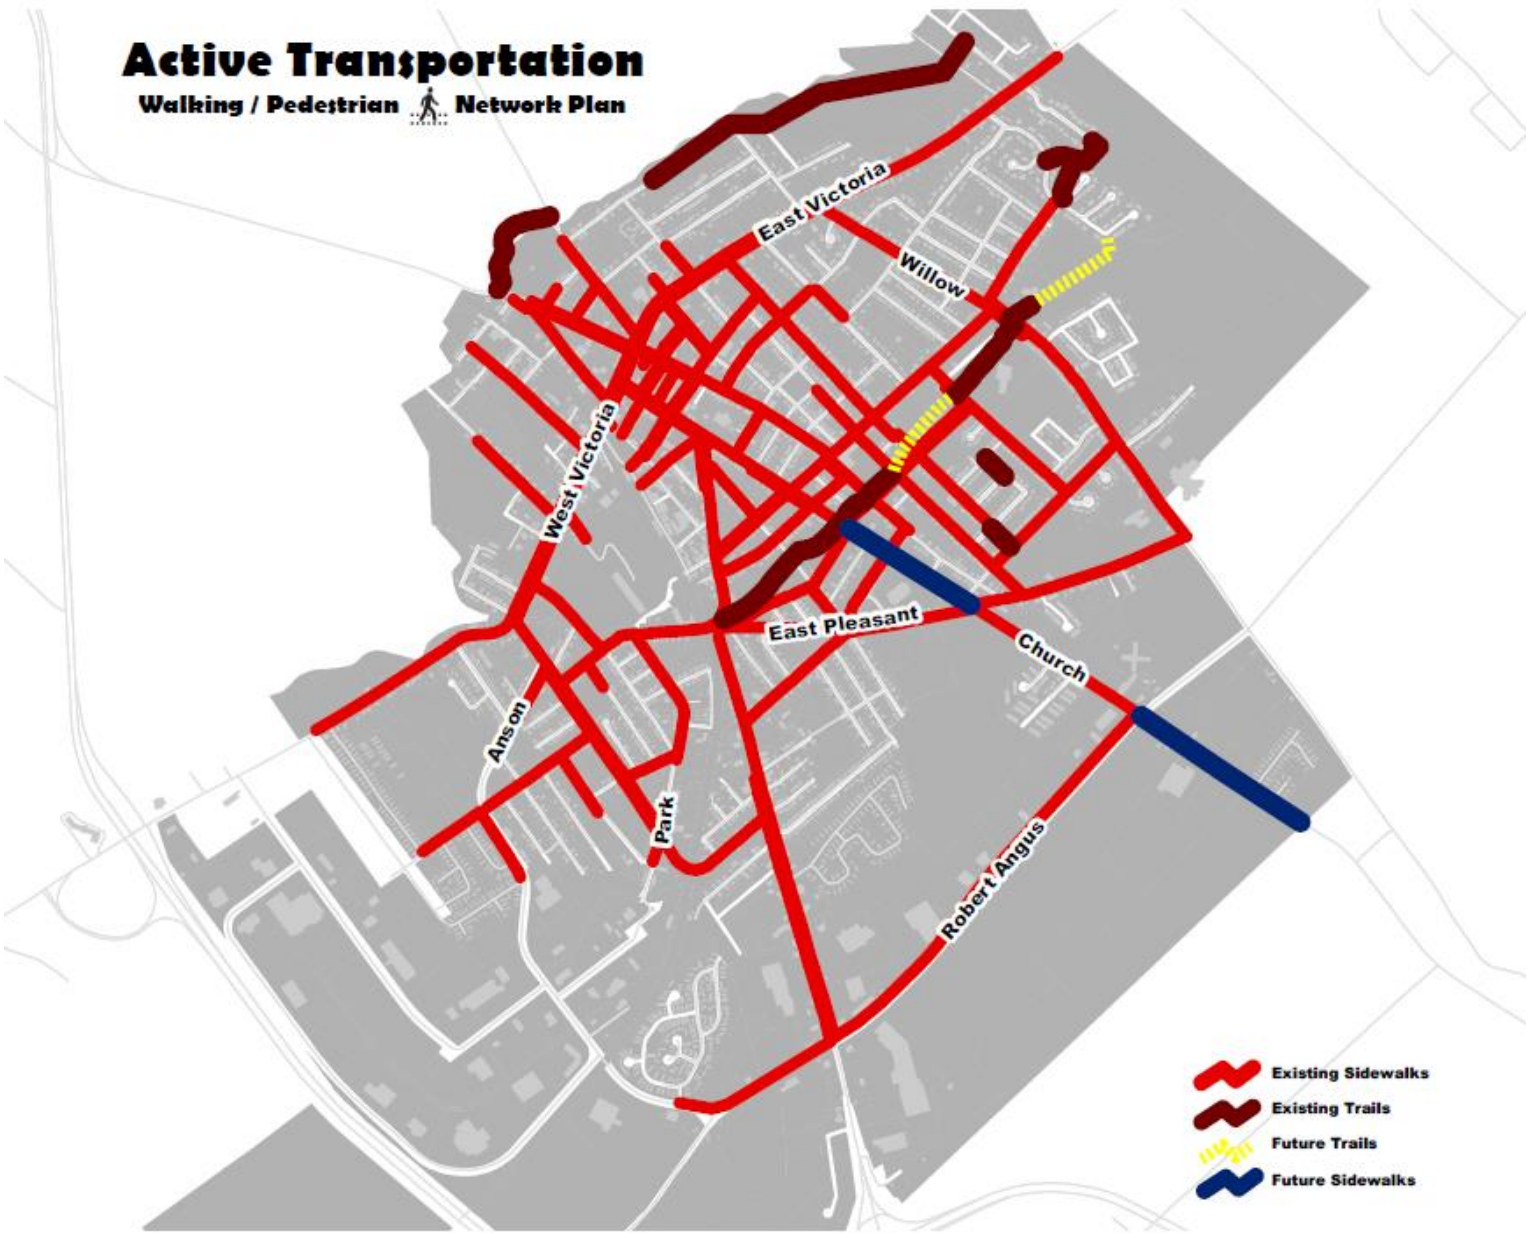 Active Transportation
Walking / Pedestrian Network Plan
East Victoria
Willow
West Victoria
East Pleasant
Church
Anson
Park
Robert Angus
Existing Sidewalks
Existing Trails
Future Trails
Future Sidewalks